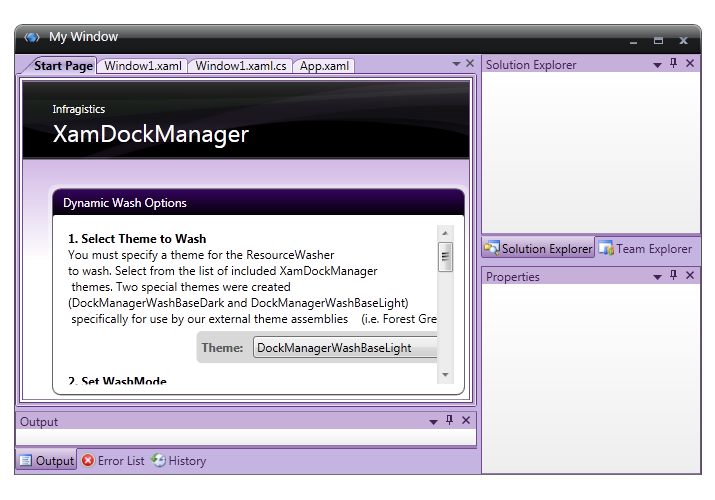 My Window
Start Page Window1.xaml Window1.xaml.cs App.xaml
Solution Explorer
Infragistics
XamDockManager
Dynamic Wash Options
1. Select Theme to Wash
You must specify a theme for the ResourceWasher
to wash. Select from the list of included XamDockManager
themes. Two special themes were created
(DockManagerWashBaseDark and DockManagerWashBaseLight)
specifically for use by our external theme assemblies (i.e. Forest Gre
Theme: DockManagerWashBaseLight
2. Set WashMode
Solution Explorer Team Explorer
Properties
Output
Output Error List History